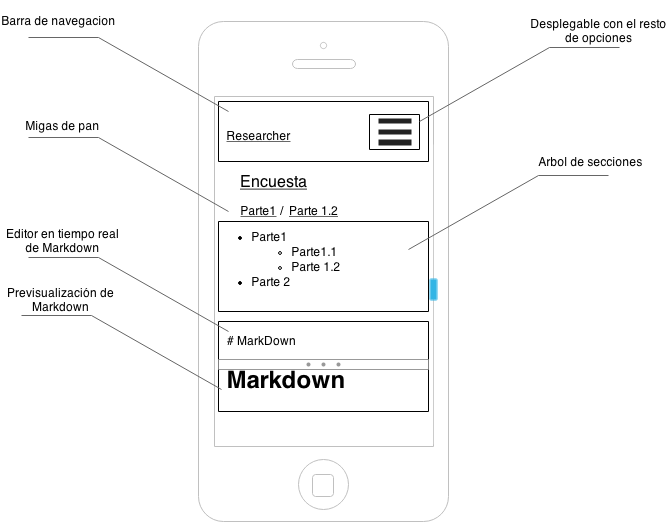 Barra de navegacion
Desplegable con el resto
de opciones
Researcher
Migas de pan
Arbol de secciones
Encuesta
Parte1 / Parte 1.2
Editor en tiempo real
de Markdown
Parte1
Parte1.1
Parte 1.2
Parte 2
Previsualización de
Markdown
# MarkDown
Markdown